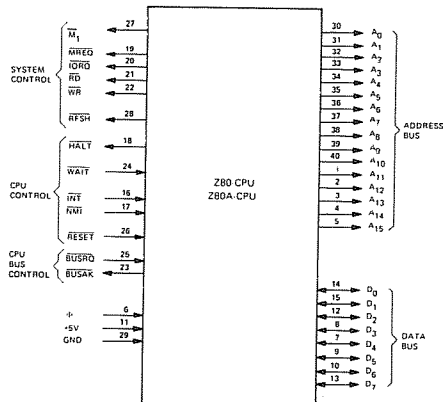 SYSTEM
CONTROL
M1 27
MREQ 19
IORQ 20
RD 21
WR 22
RFSH 28
CPU
CONTROL
HALT 18
WAIT 24
INT 16
NMI 17
RESET 26
CPU
BUS
CONTROL
BUSRQ 25
BUSAK 23
Φ 6
+5V 11
GND 29
Z80-CPU
Z80A-CPU
30 A0
31 A1
32 A2
33 A3
34 A4
35 A5
36 A6
37 A7
38 A8
39 A9
40 A10
1 A11
2 A12
3 A13
4 A14
5 A15
ADDRESS
BUS
14 D0
15 D1
12 D2
8 D3
7 D4
9 D5
10 D6
13 D7
DATA
BUS